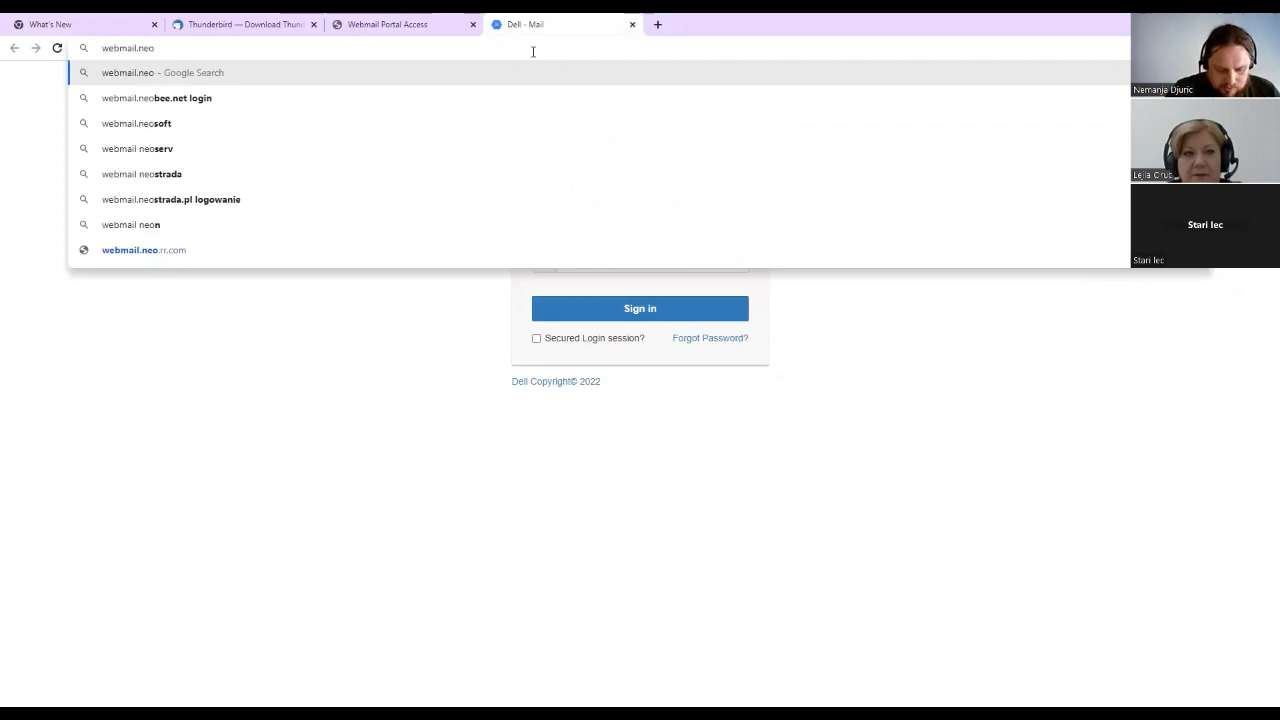 What's New
Thunderbird — Download Thun
Webmail Portal Access
Dell - Mail
webmail.neo
webmail.neo - Google Search
webmail.neobee.net login
webmail.neosoft
webmail neoserv
webmail neostrada
webmail.neostrada.pl logowanie
webmail neon
webmail.neo.rr.com
Sign in
Secured Login session?
Forgot Password?
Dell Copyright© 2022
Nemanja Djuric
Lejla Crud
Stari lec
Stari lec